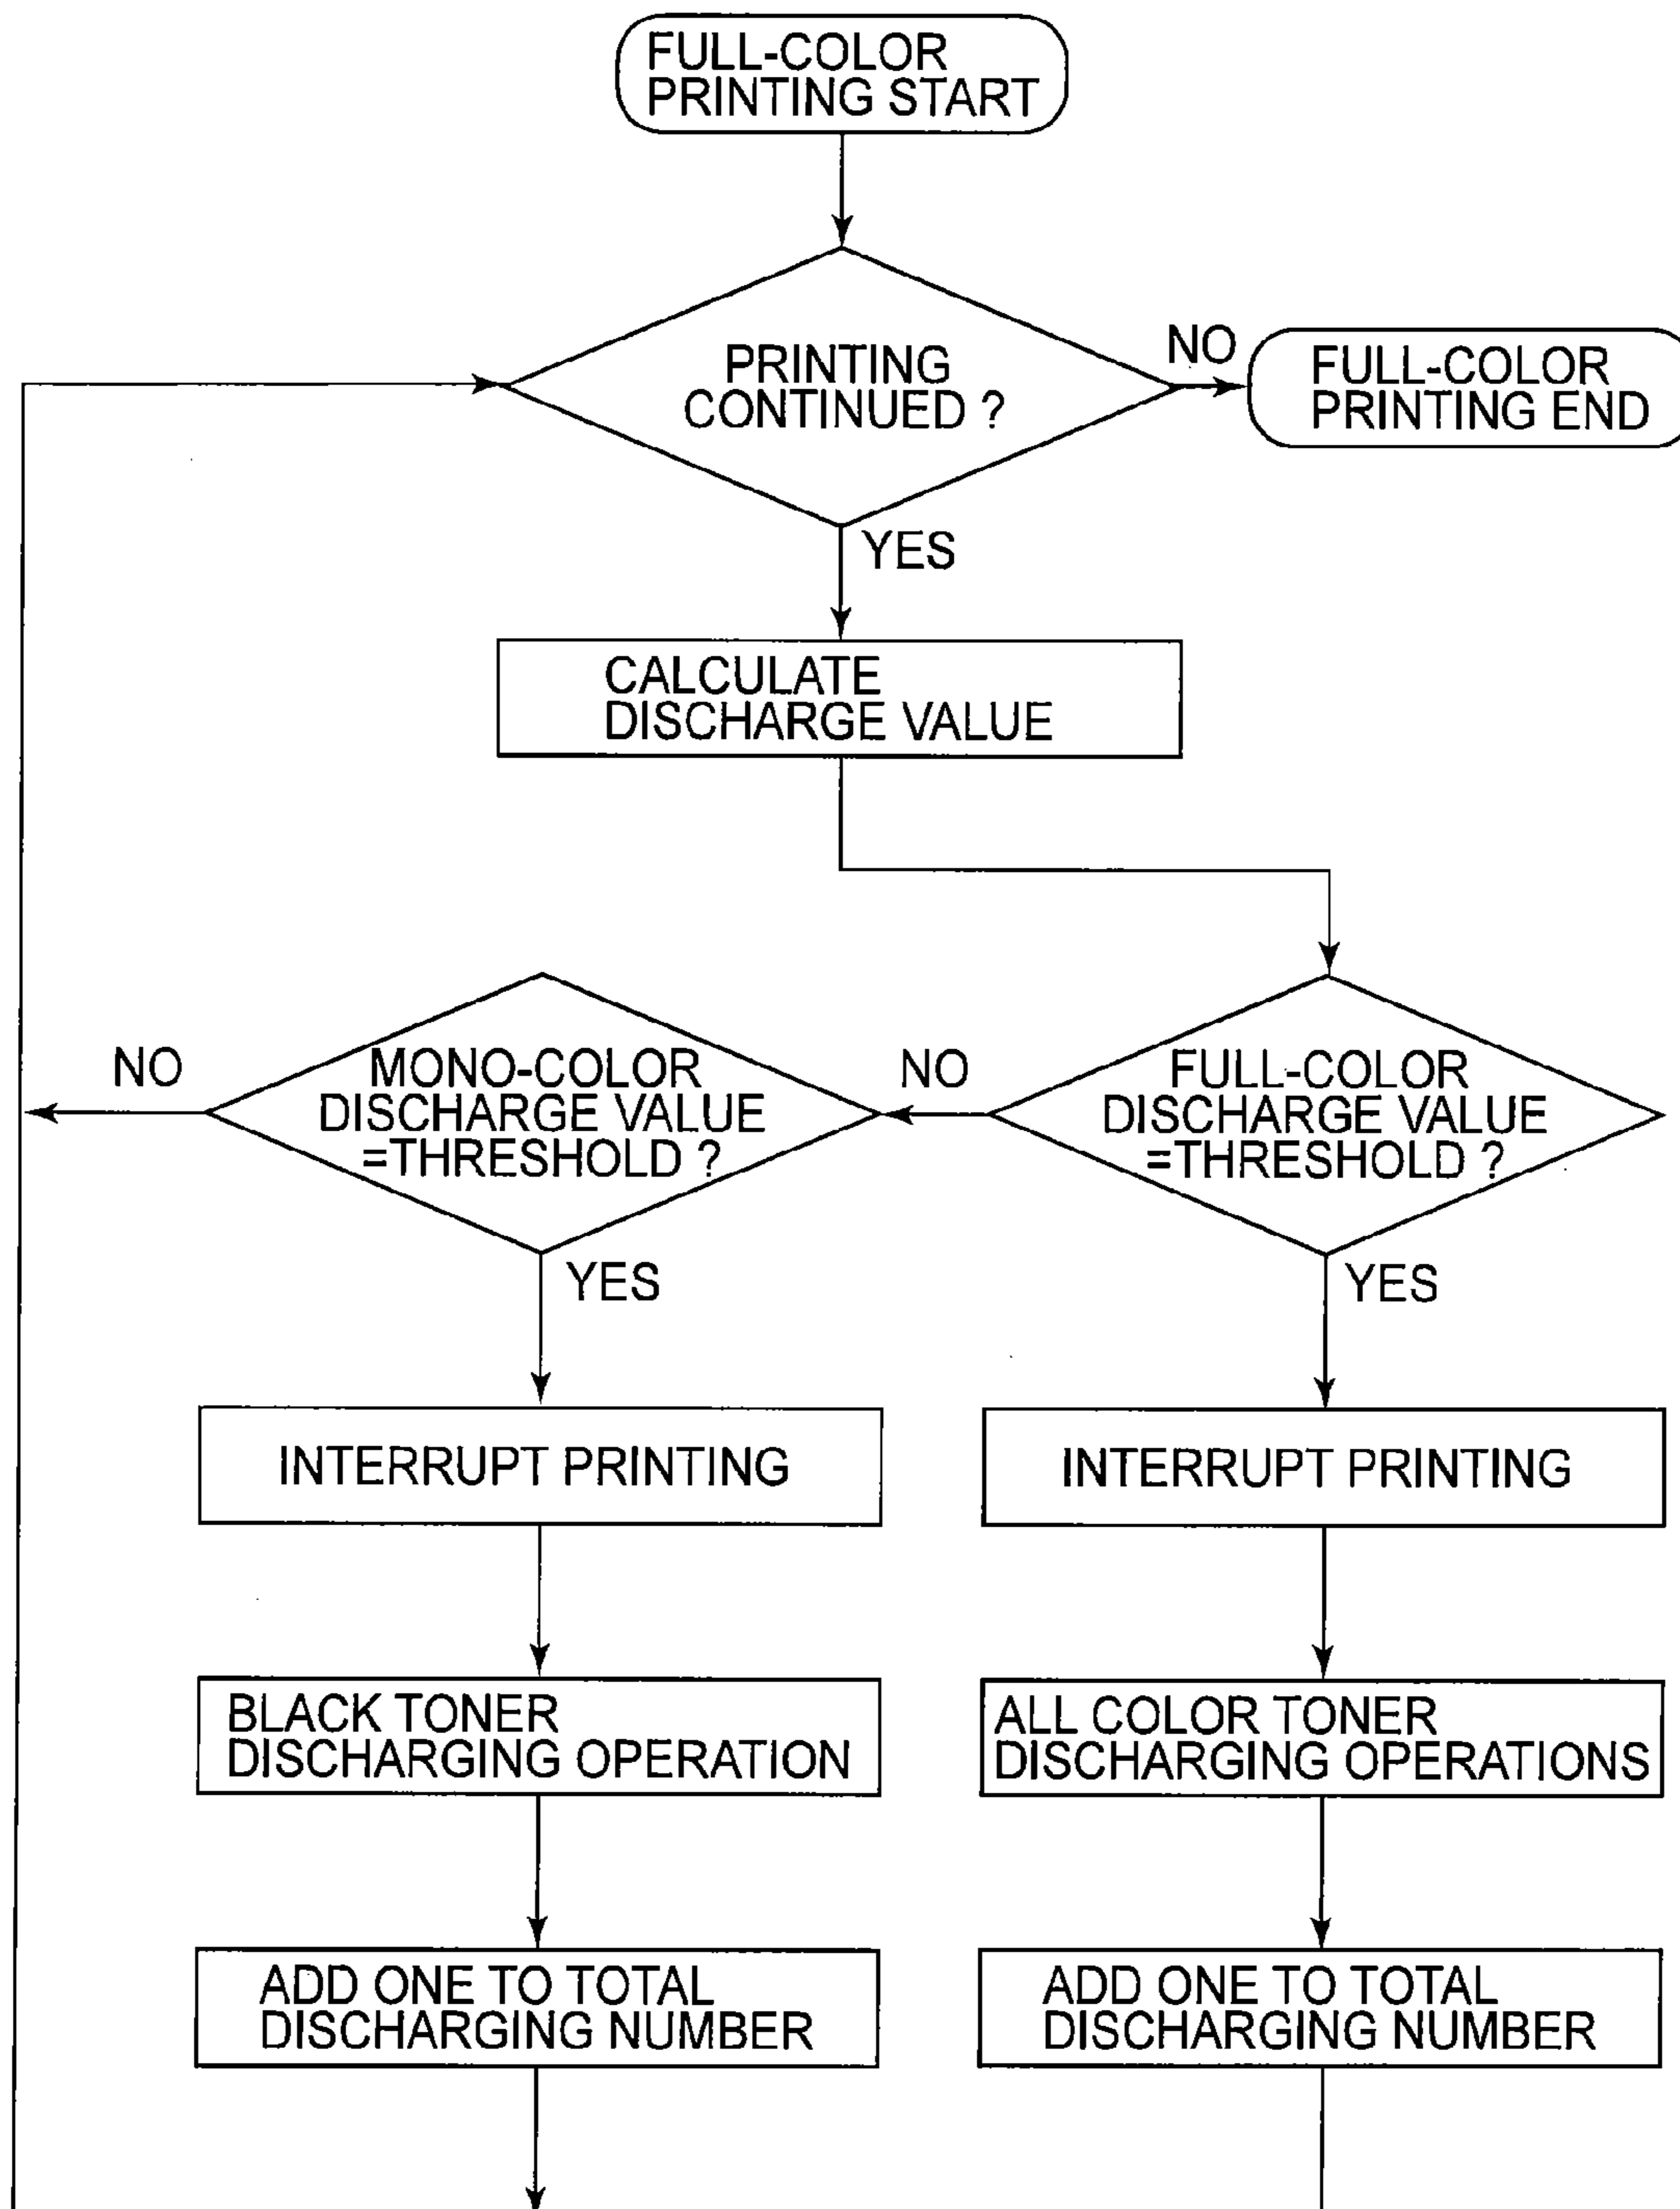 FULL-COLOR
PRINTING START
PRINTING
CONTINUED ?
NO
FULL-COLOR
PRINTING END
YES
CALCULATE
DISCHARGE VALUE
NO
MONO-COLOR
DISCHARGE VALUE
=THRESHOLD ?
NO
FULL-COLOR
DISCHARGE VALUE
=THRESHOLD ?
YES
YES
INTERRUPT PRINTING
INTERRUPT PRINTING
BLACK TONER
DISCHARGING OPERATION
ALL COLOR TONER
DISCHARGING OPERATIONS
ADD ONE TO TOTAL
DISCHARGING NUMBER
ADD ONE TO TOTAL
DISCHARGING NUMBER